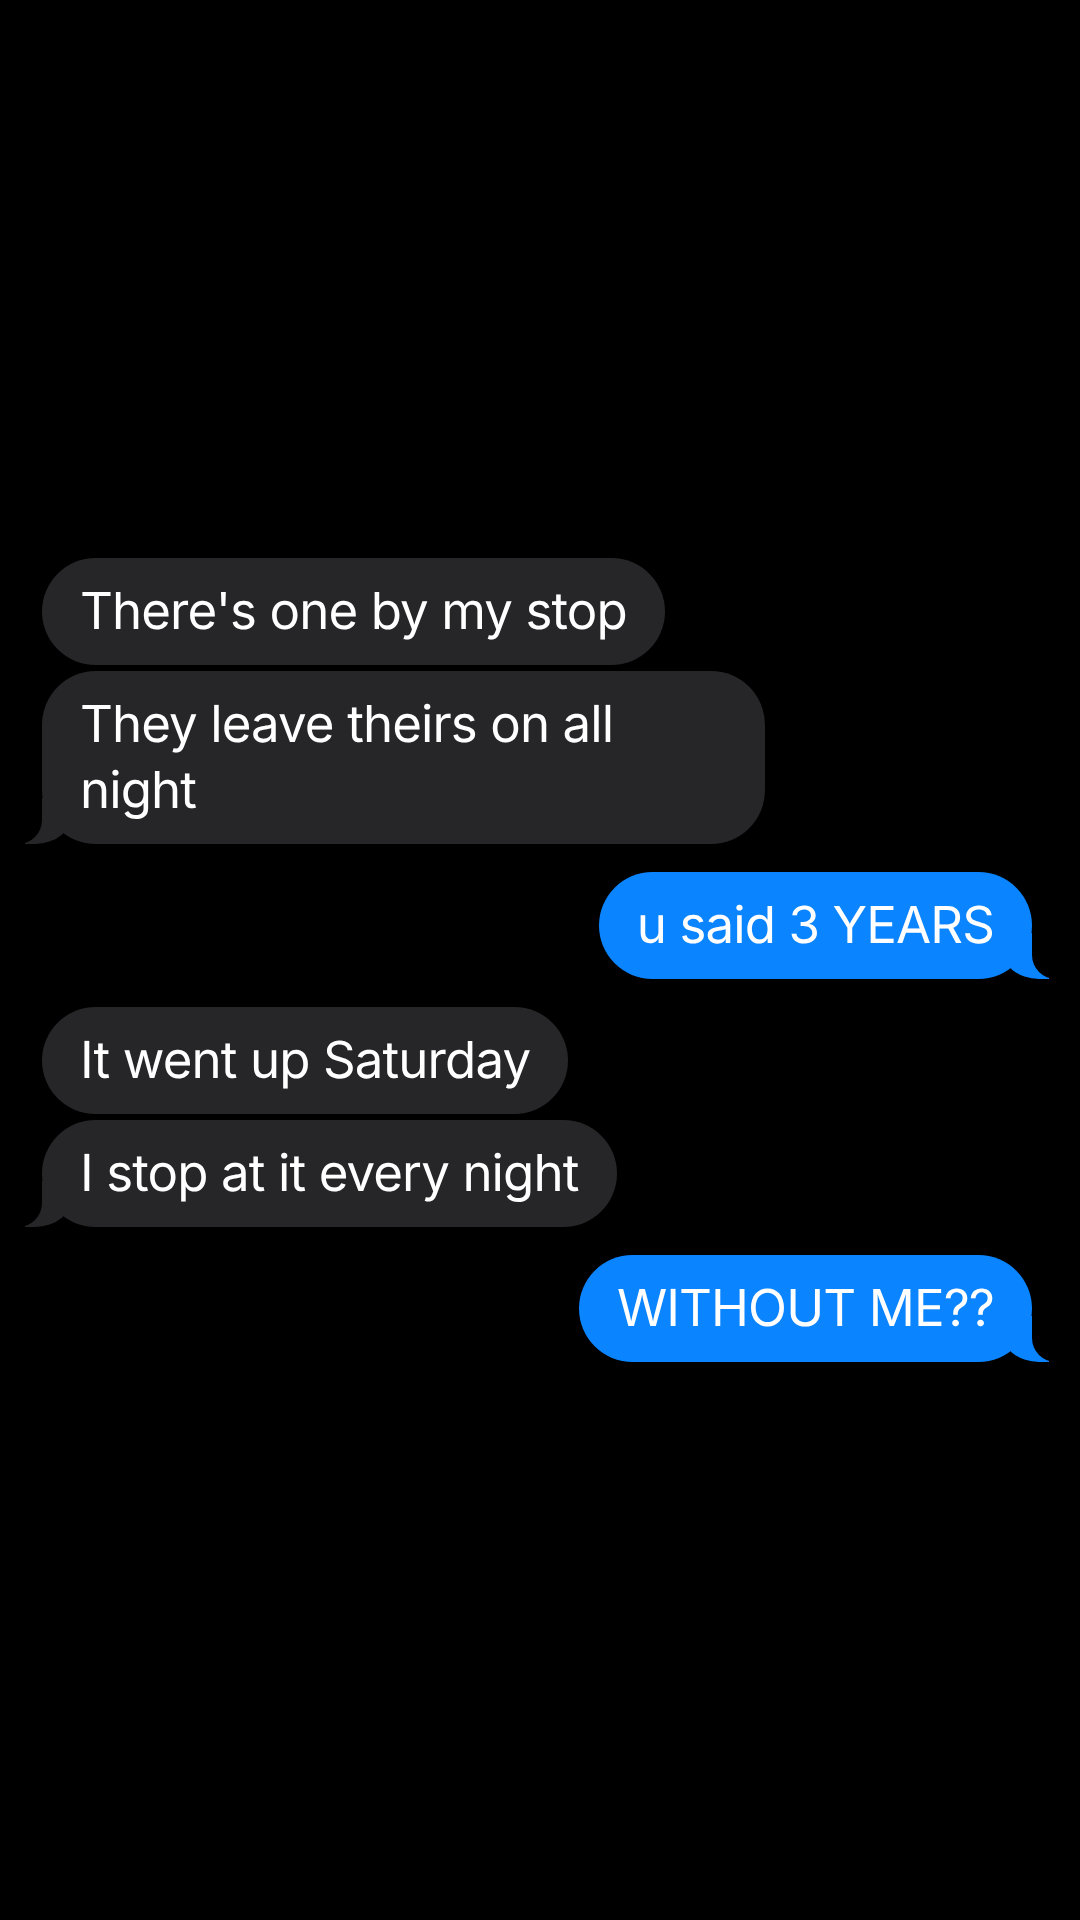 There's one by my stop
They leave theirs on all
night
u said 3 YEARS
It went up Saturday
I stop at it every night
WITHOUT ME??